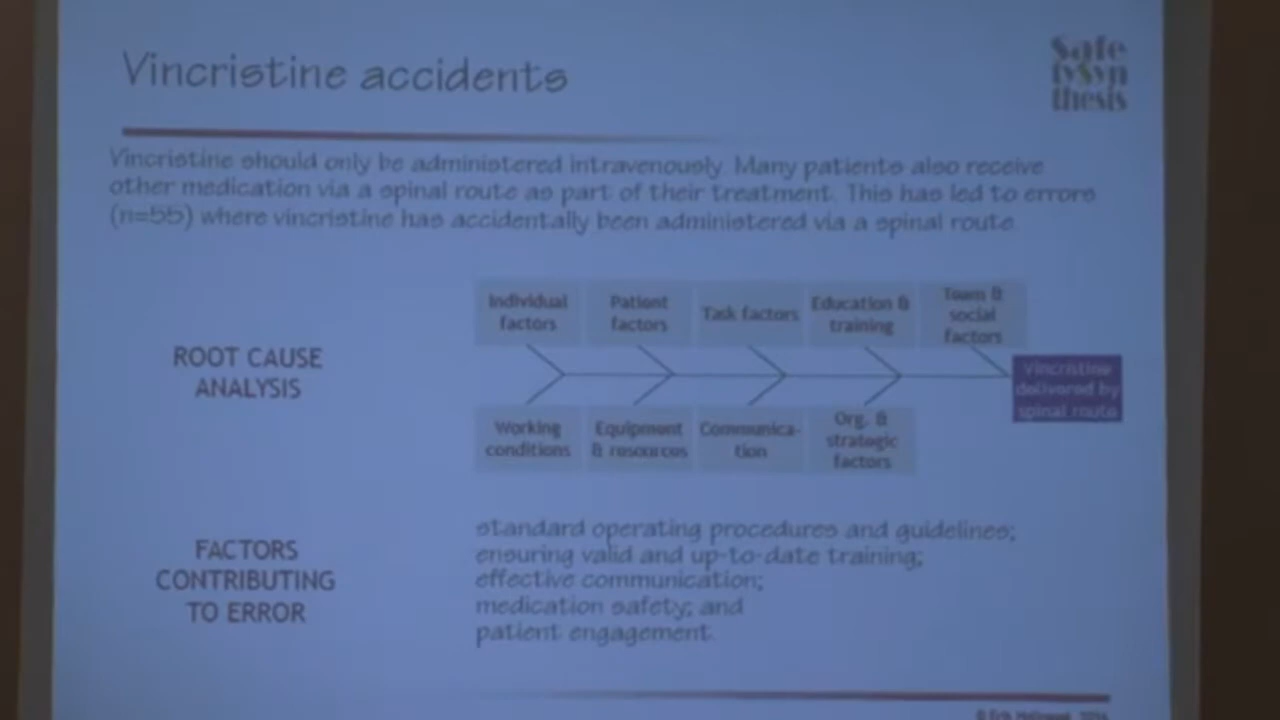 Vincristine accidents
Safe
tySyn
thesis
Vincristine should only be administered intravenously. Many patients also receive
other medication via a spinal route as part of their treatment. This has led to errors
(n=55) where vincristine has accidentally been administered via a spinal route.
ROOT CAUSE
ANALYSIS
Individual
factors
Patient
factors
Task factors
Education &
training
Team &
social
factors
Vincristine
delivered by
spinal route
Working
conditions
Equipment
& resources
Communica-
tion
Org. &
strategic
factors
FACTORS
CONTRIBUTING
TO ERROR
standard operating procedures and guidelines;
ensuring valid and up-to-date training;
effective communication;
medication safety; and
patient engagement.